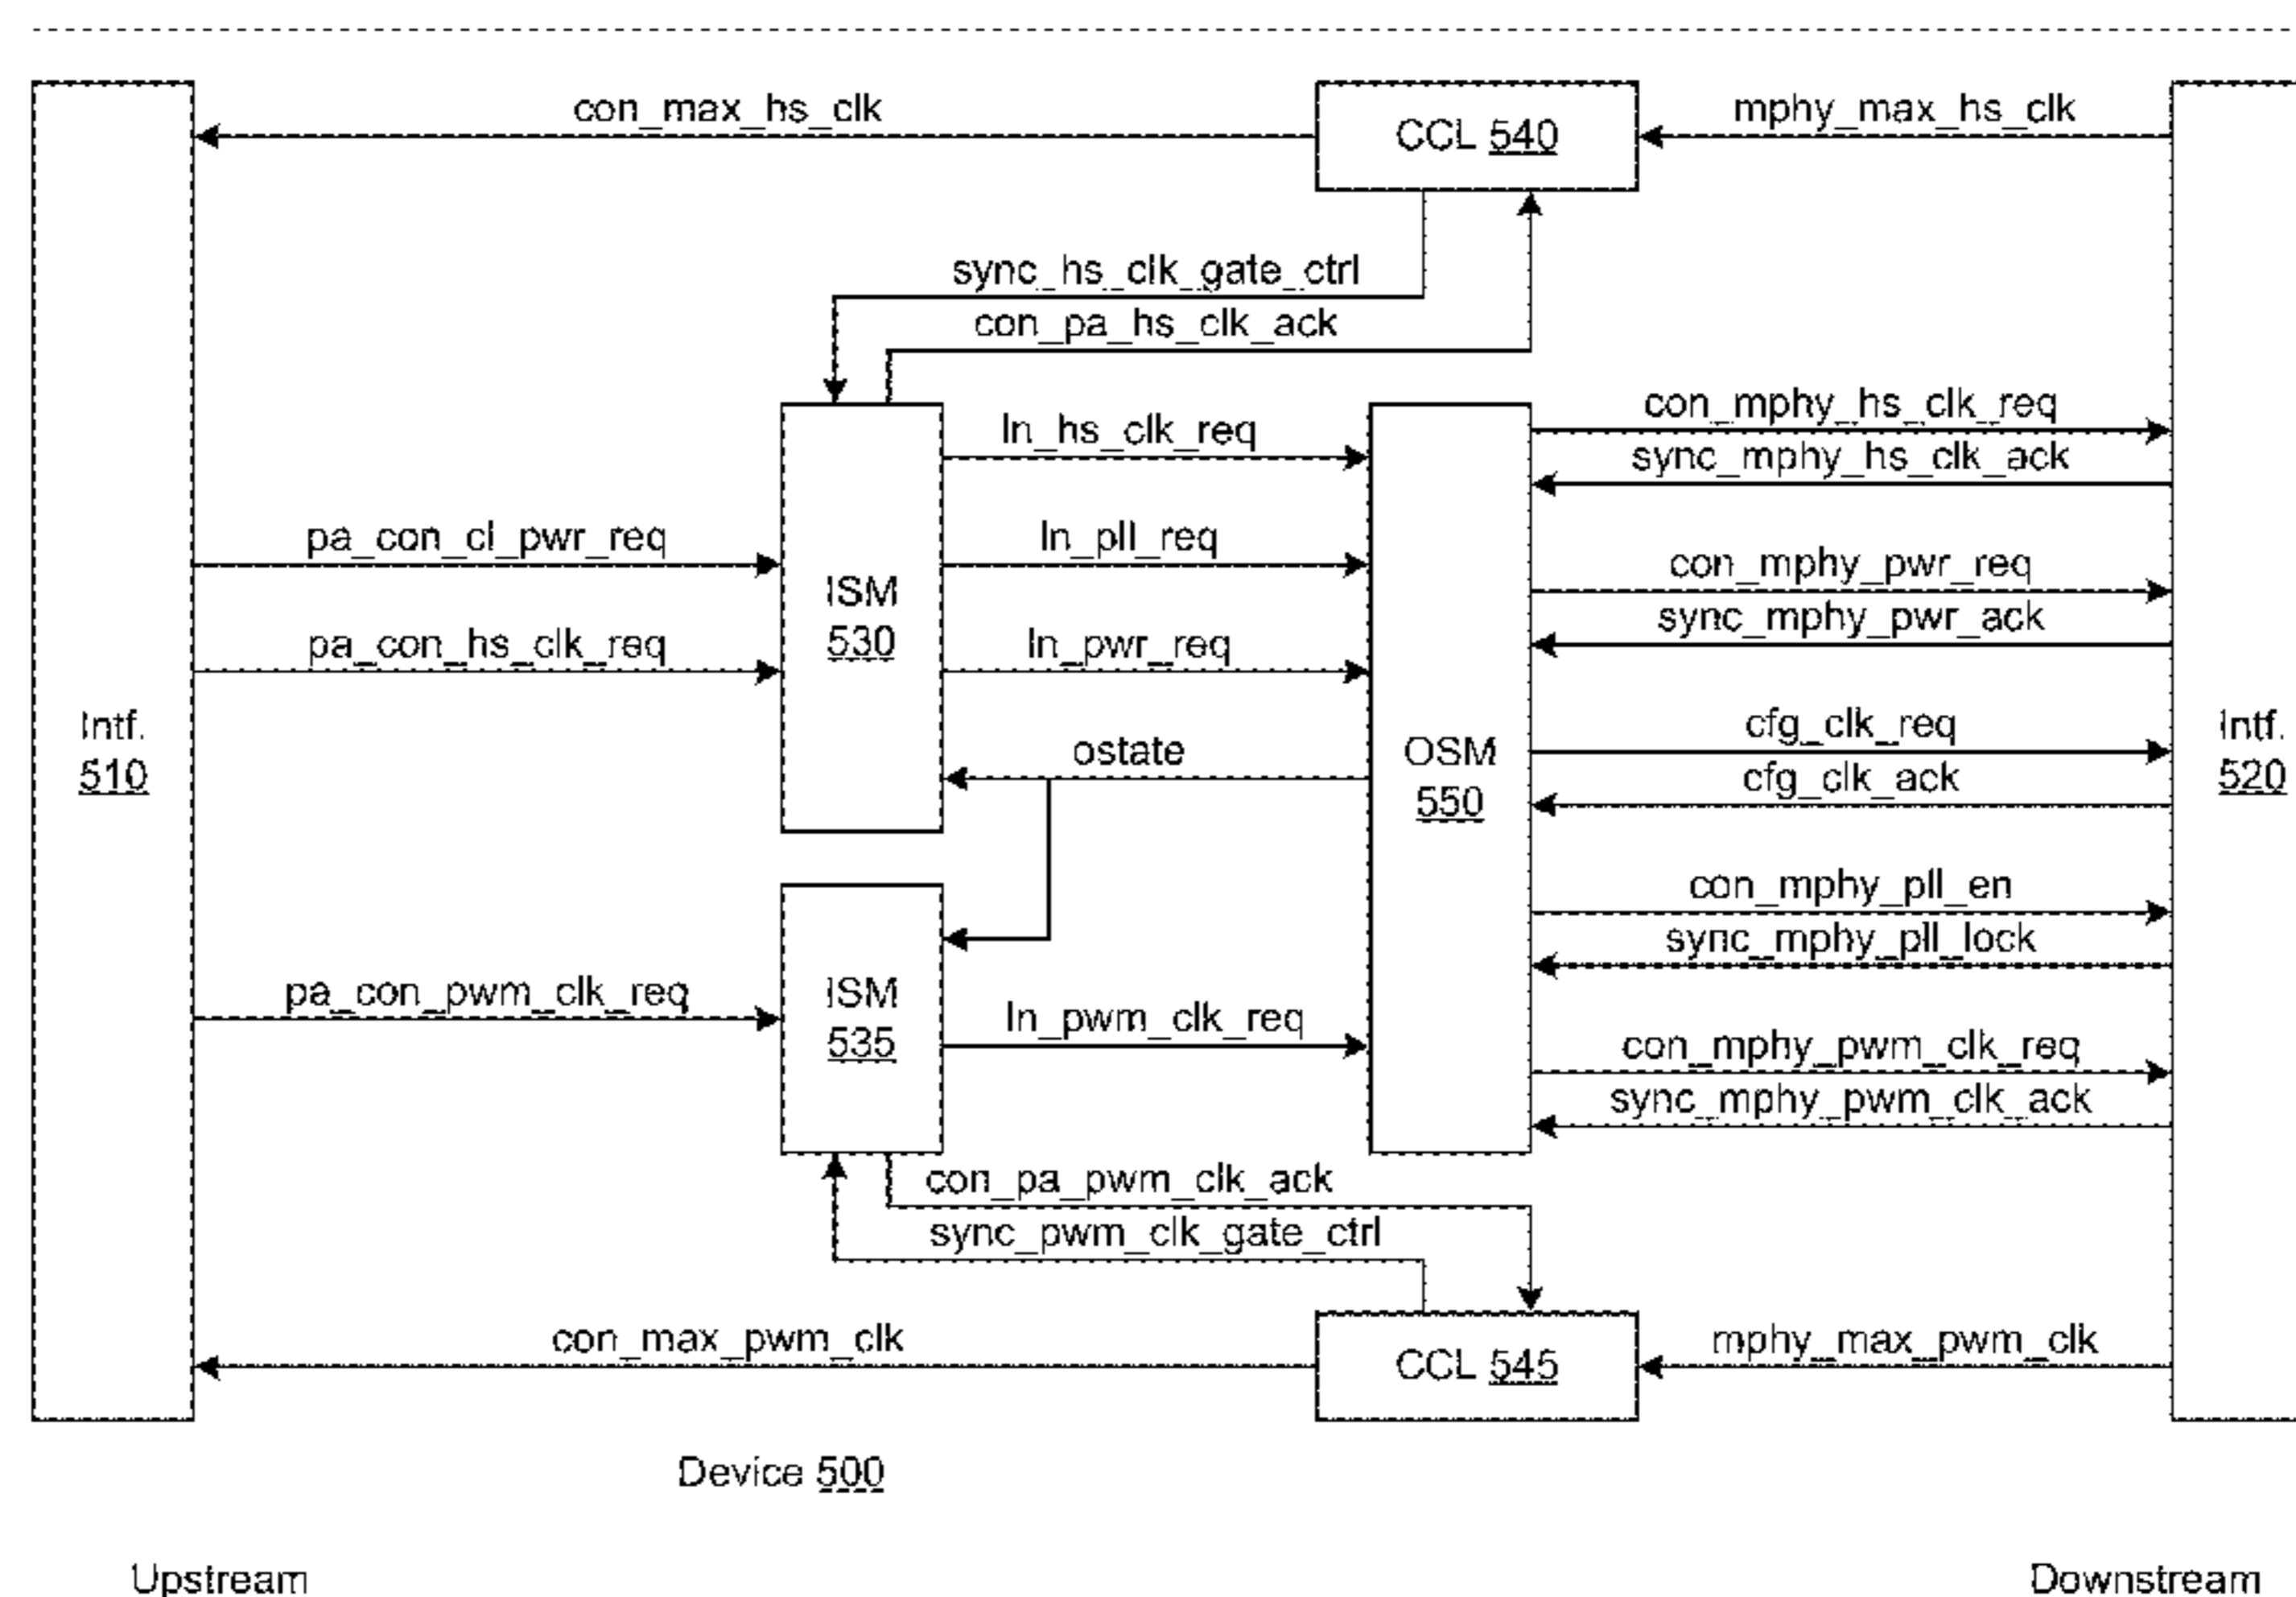 con_max_hs_clk
CCL 540
mphy_max_hs_clk
sync_hs_clk_gate_ctrl
con_pa_hs_clk_ack
con_mphy_hs_clk_req
ln_hs_clk_req
sync_mphy_hs_clk_ack
pa_con_cl_pwr_req
ln_pll_req
con_mphy_pwr_req
ISM
530
sync_mphy_pwr_ack
pa_con_hs_clk_req
ln_pwr_req
Intf.
510
cfg_clk_req
Intf.
520
ostate
OSM
550
cfg_clk_ack
con_mphy_pll_en
sync_mphy_pll_lock
pa_con_pwm_clk_req
ISM
535
ln_pwm_clk_req
con_mphy_pwm_clk_req
sync_mphy_pwm_clk_ack
con_pa_pwm_clk_ack
sync_pwm_clk_gate_ctrl
con_max_pwm_clk
CCL 545
mphy_max_pwm_clk
Device 500
Upstream
Downstream